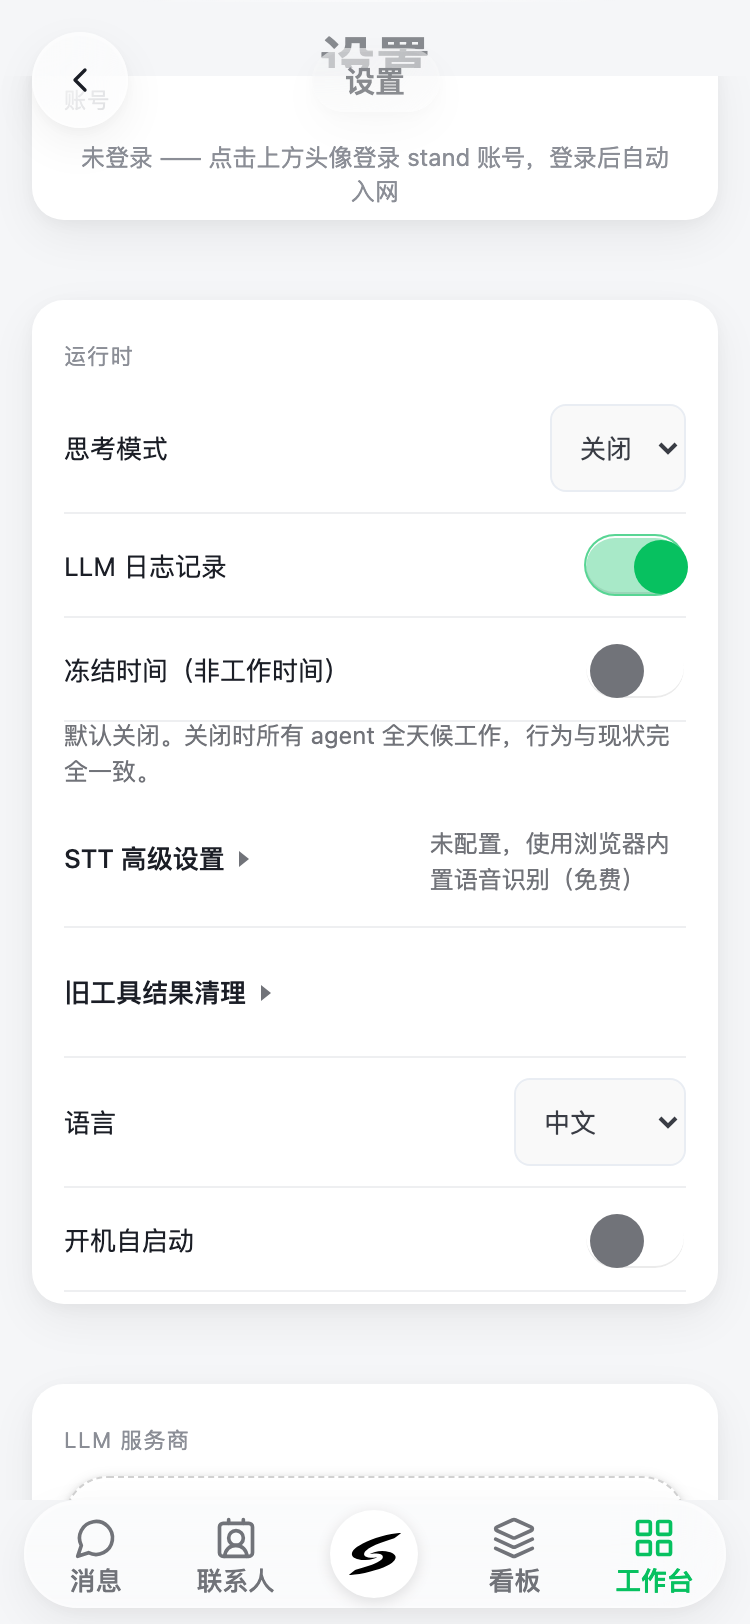 设置
设置
账号
未登录 —— 点击上方头像登录 stand 账号，登录后自动
入网
运行时
思考模式
关闭
LLM 日志记录
冻结时间（非工作时间）
默认关闭。关闭时所有 agent 全天候工作，行为与现状完
全一致。
STT 高级设置
未配置，使用浏览器内
置语音识别（免费）
旧工具结果清理
语言
中文
开机自启动
LLM 服务商
消息
联系人
看板
工作台